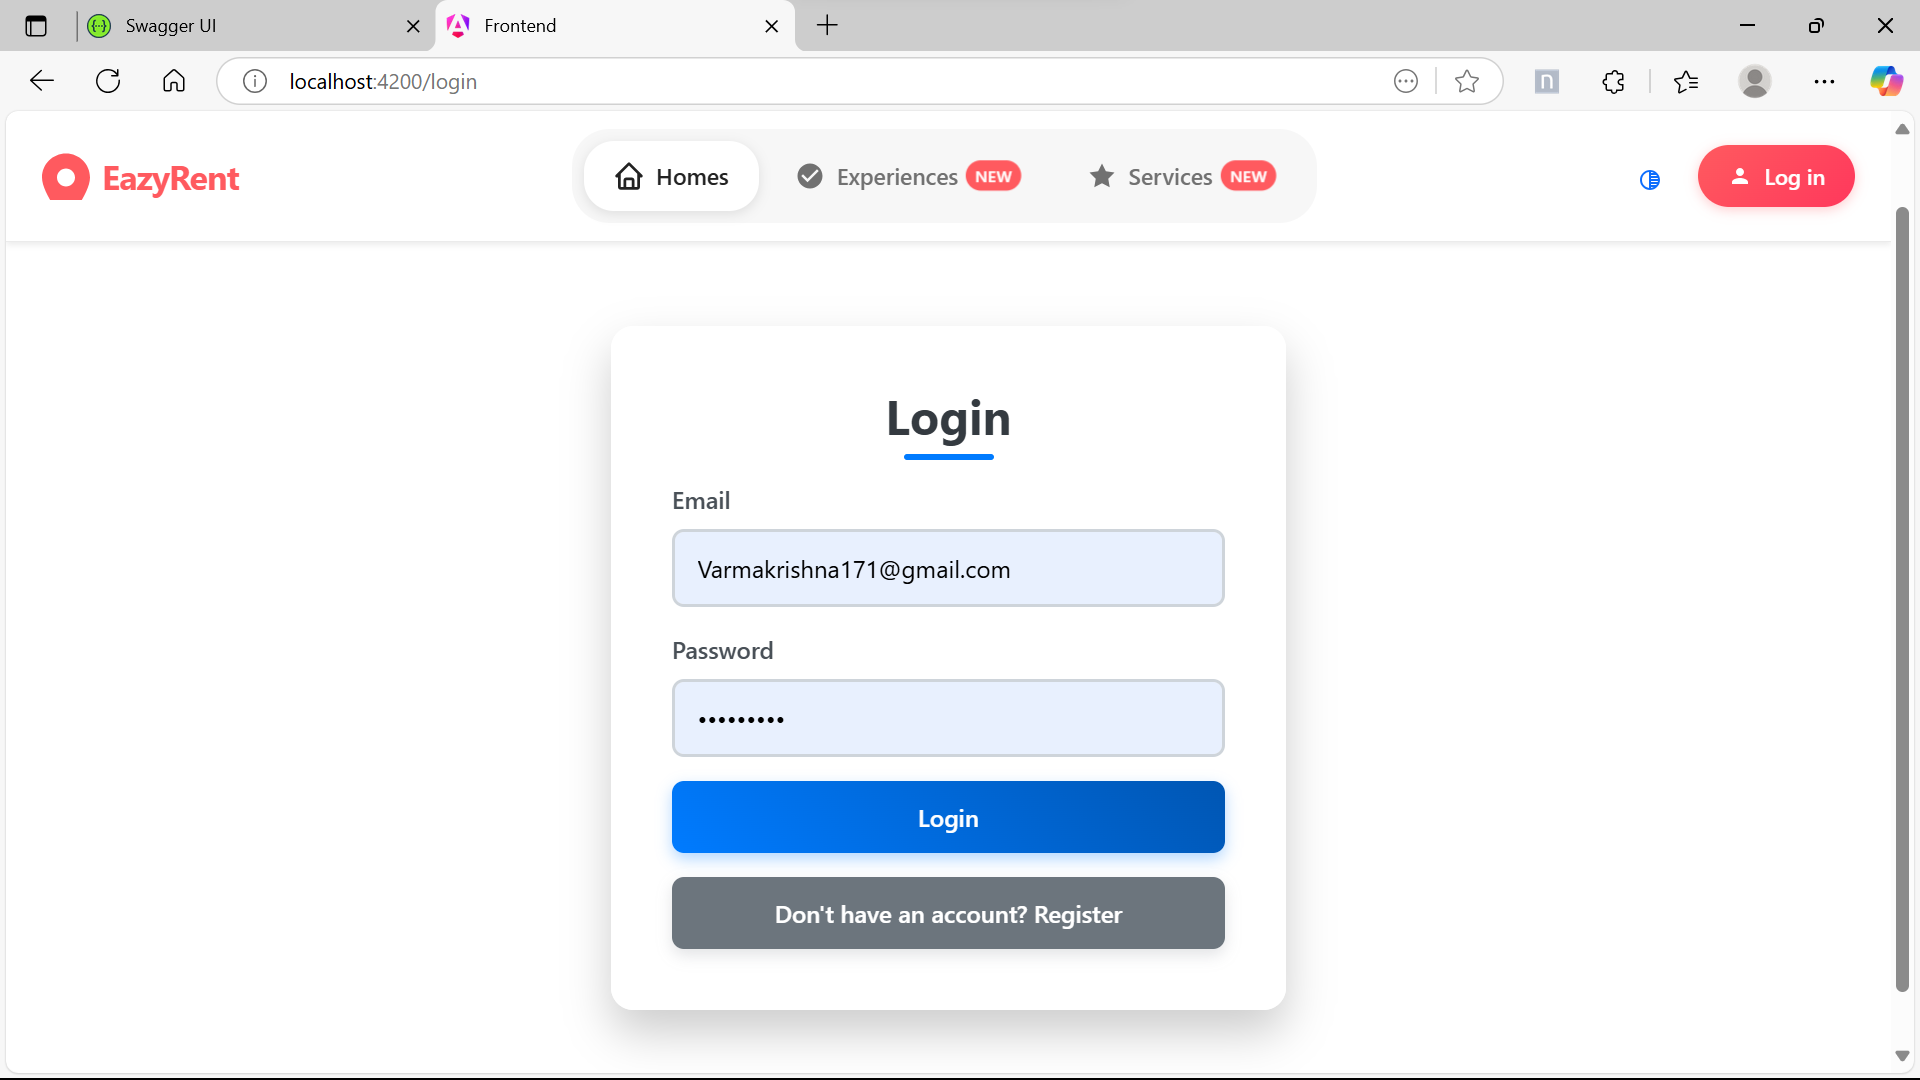 Swagger UI
Frontend
localhost:4200/login
n
EazyRent
Homes
Experiences NEW
Services NEW
Log in
Login
Email
Varmakrishna171@gmail.com
Password
•••••••••
Login
Don't have an account? Register